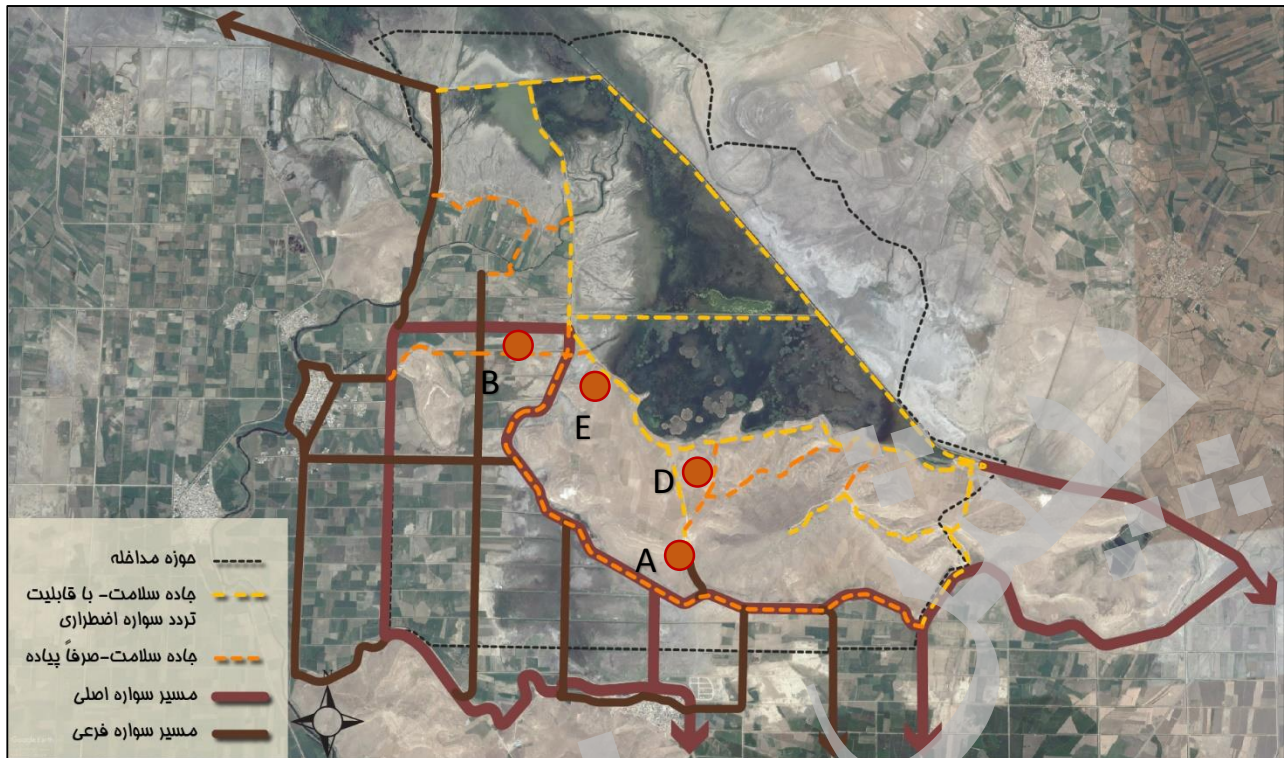 B
E
D
A
حوزه مداخله
جاده سلامت- با قابلیت
تردد سواره اضطراری
جاده سلامت-صرفاً پیاده
مسیر سواره اصلی
مسیر سواره فرعی
N